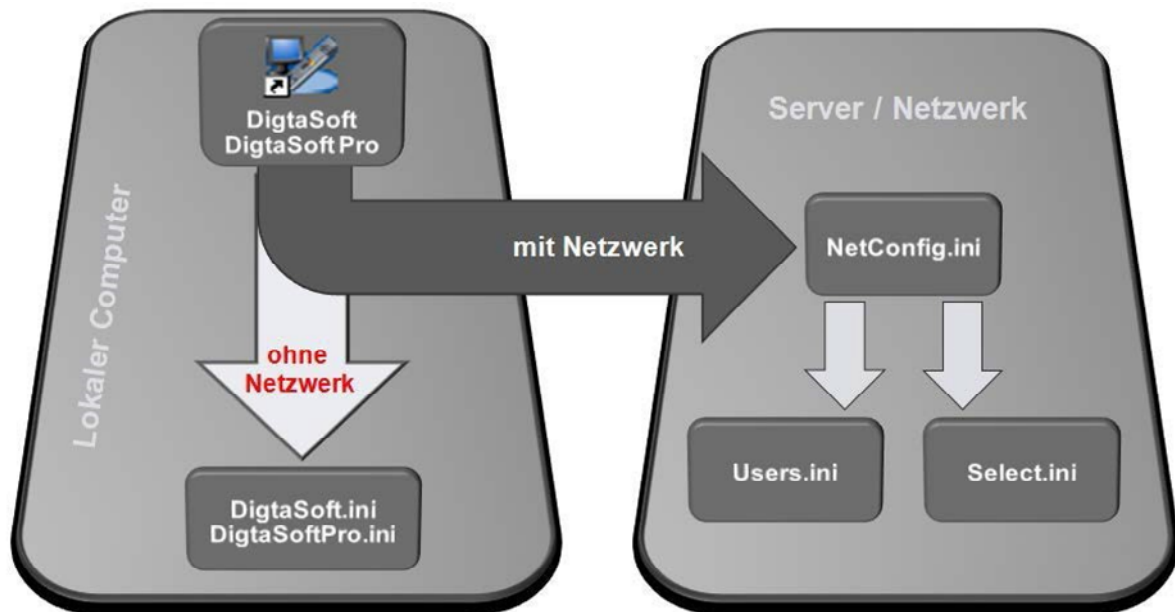 DigtaSoft
DigtaSoft Pro
Lokaler Computer
ohne
Netzwerk
DigtaSoft.ini
DigtaSoftPro.ini
mit Netzwerk
Server / Netzwerk
NetConfig.ini
Users.ini
Select.ini